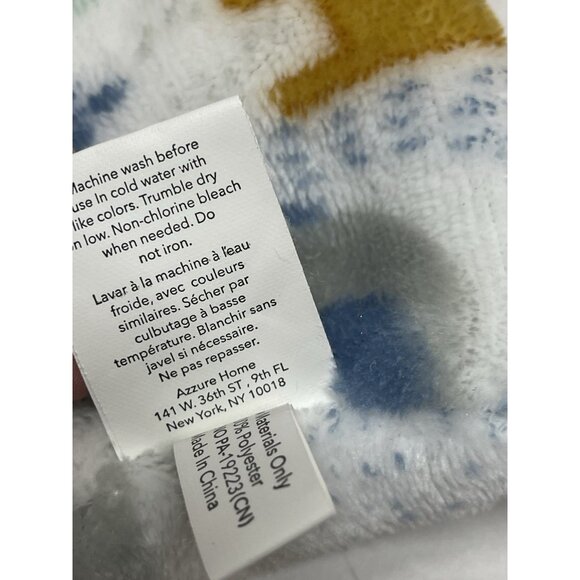 Machine wash before
use In cold water with
like colors. Trumble dry
n low. Non-chlorine bleach
when needed. Do
not iron.
Lavar à la machine à l'eau
froide, avec couleurs
similaires. Sécher par
culbutage à basse
température. Blanchir sans
javel si nécessaire.
Ne pas repasser.
Azzure Home
141 W. 36th ST , 9th FL
New York, NY 10018
Materials Only
0% Polyester
NO PA-19223(CN)
Made In China